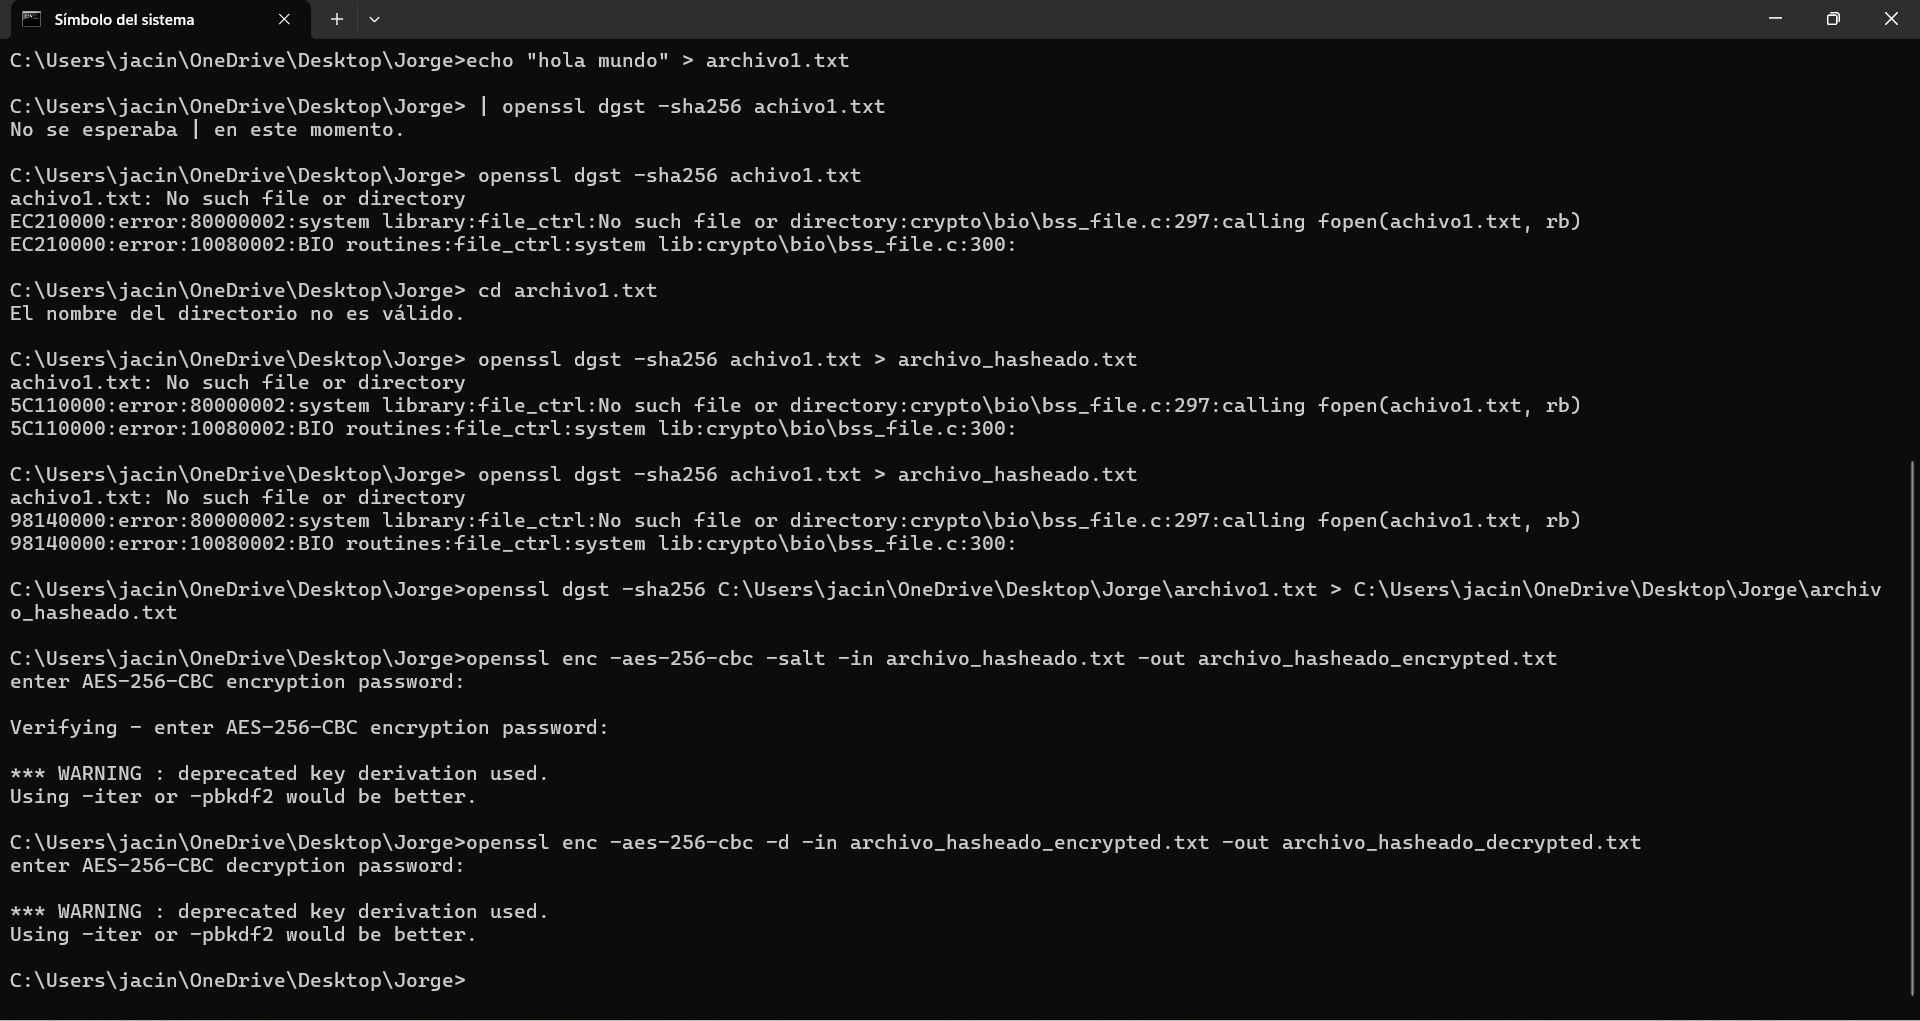 Símbolo del sistema
C:\Users\jacin\OneDrive\Desktop\Jorge>echo "hola mundo" > archivo1.txt
C:\Users\jacin\OneDrive\Desktop\Jorge> | openssl dgst -sha256 achivo1.txt
No se esperaba | en este momento.
C:\Users\jacin\OneDrive\Desktop\Jorge> openssl dgst -sha256 achivo1.txt
achivo1.txt: No such file or directory
EC210000:error:80000002:system library:file_ctrl:No such file or directory:crypto\bio\bss_file.c:297:calling fopen(achivo1.txt, rb)
EC210000:error:10080002:BIO routines:file_ctrl:system lib:crypto\bio\bss_file.c:300:
C:\Users\jacin\OneDrive\Desktop\Jorge> cd archivo1.txt
El nombre del directorio no es válido.
C:\Users\jacin\OneDrive\Desktop\Jorge> openssl dgst -sha256 achivo1.txt > archivo_hasheado.txt
achivo1.txt: No such file or directory
5C110000:error:80000002:system library:file_ctrl:No such file or directory:crypto\bio\bss_file.c:297:calling fopen(achivo1.txt, rb)
5C110000:error:10080002:BIO routines:file_ctrl:system lib:crypto\bio\bss_file.c:300:
C:\Users\jacin\OneDrive\Desktop\Jorge> openssl dgst -sha256 achivo1.txt > archivo_hasheado.txt
achivo1.txt: No such file or directory
98140000:error:80000002:system library:file_ctrl:No such file or directory:crypto\bio\bss_file.c:297:calling fopen(achivo1.txt, rb)
98140000:error:10080002:BIO routines:file_ctrl:system lib:crypto\bio\bss_file.c:300:
C:\Users\jacin\OneDrive\Desktop\Jorge>openssl dgst -sha256 C:\Users\jacin\OneDrive\Desktop\Jorge\archivo1.txt > C:\Users\jacin\OneDrive\Desktop\Jorge\archiv
o_hasheado.txt
C:\Users\jacin\OneDrive\Desktop\Jorge>openssl enc -aes-256-cbc -salt -in archivo_hasheado.txt -out archivo_hasheado_encrypted.txt
enter AES-256-CBC encryption password:
Verifying - enter AES-256-CBC encryption password:
*** WARNING : deprecated key derivation used.
Using -iter or -pbkdf2 would be better.
C:\Users\jacin\OneDrive\Desktop\Jorge>openssl enc -aes-256-cbc -d -in archivo_hasheado_encrypted.txt -out archivo_hasheado_decrypted.txt
enter AES-256-CBC decryption password:
*** WARNING : deprecated key derivation used.
Using -iter or -pbkdf2 would be better.
C:\Users\jacin\OneDrive\Desktop\Jorge>